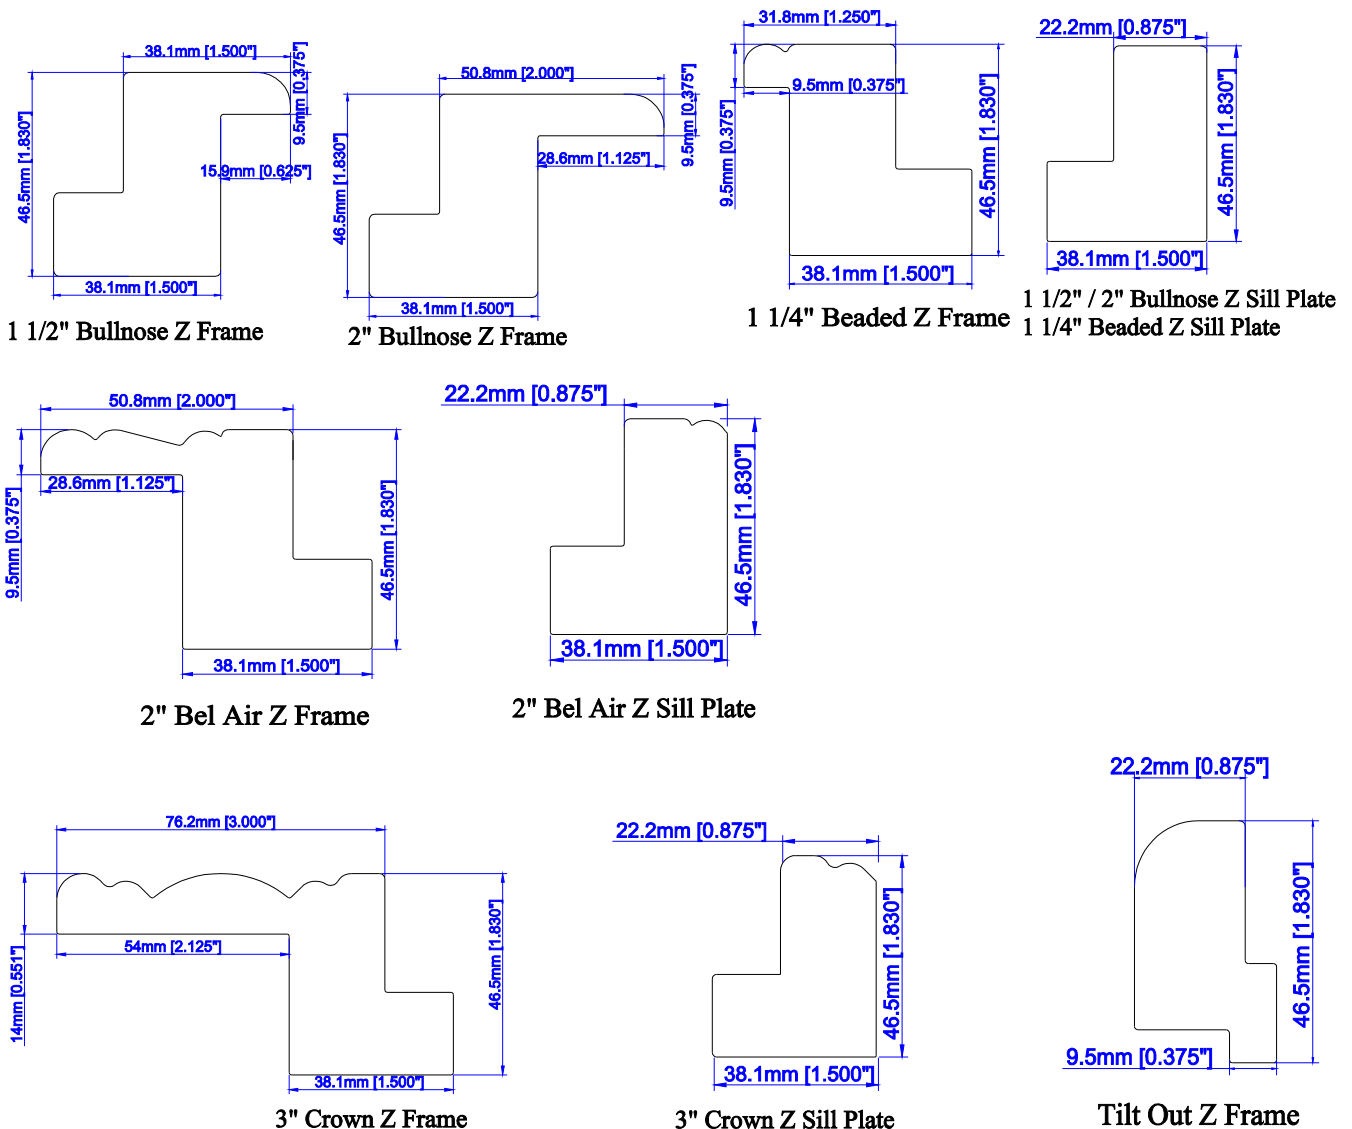 38.1mm [1.500"]
46.5mm [1.830"]
9.5mm [0.375"]
15.9mm [0.625"]
38.1mm [1.500"]
1 1/2" Bullnose Z Frame
50.8mm [2.000"]
46.5mm [1.830"]
9.5mm [0.375"]
28.6mm [1.125"]
38.1mm [1.500"]
2" Bullnose Z Frame
31.8mm [1.250"]
9.5mm [0.375"]
9.5mm [0.375"]
46.5mm [1.830"]
38.1mm [1.500"]
1 1/4" Beaded Z Frame
22.2mm [0.875"]
46.5mm [1.830"]
38.1mm [1.500"]
1 1/2" / 2" Bullnose Z Sill Plate
1 1/4" Beaded Z Sill Plate
50.8mm [2.000"]
28.6mm [1.125"]
9.5mm [0.375"]
46.5mm [1.830"]
38.1mm [1.500"]
2" Bel Air Z Frame
22.2mm [0.875"]
46.5mm [1.830"]
38.1mm [1.500"]
2" Bel Air Z Sill Plate
76.2mm [3.000"]
54mm [2.125"]
14mm [0.551"]
46.5mm [1.830"]
38.1mm [1.500"]
3" Crown Z Frame
22.2mm [0.875"]
46.5mm [1.830"]
38.1mm [1.500"]
3" Crown Z Sill Plate
22.2mm [0.875"]
46.5mm [1.830"]
9.5mm [0.375"]
Tilt Out Z Frame